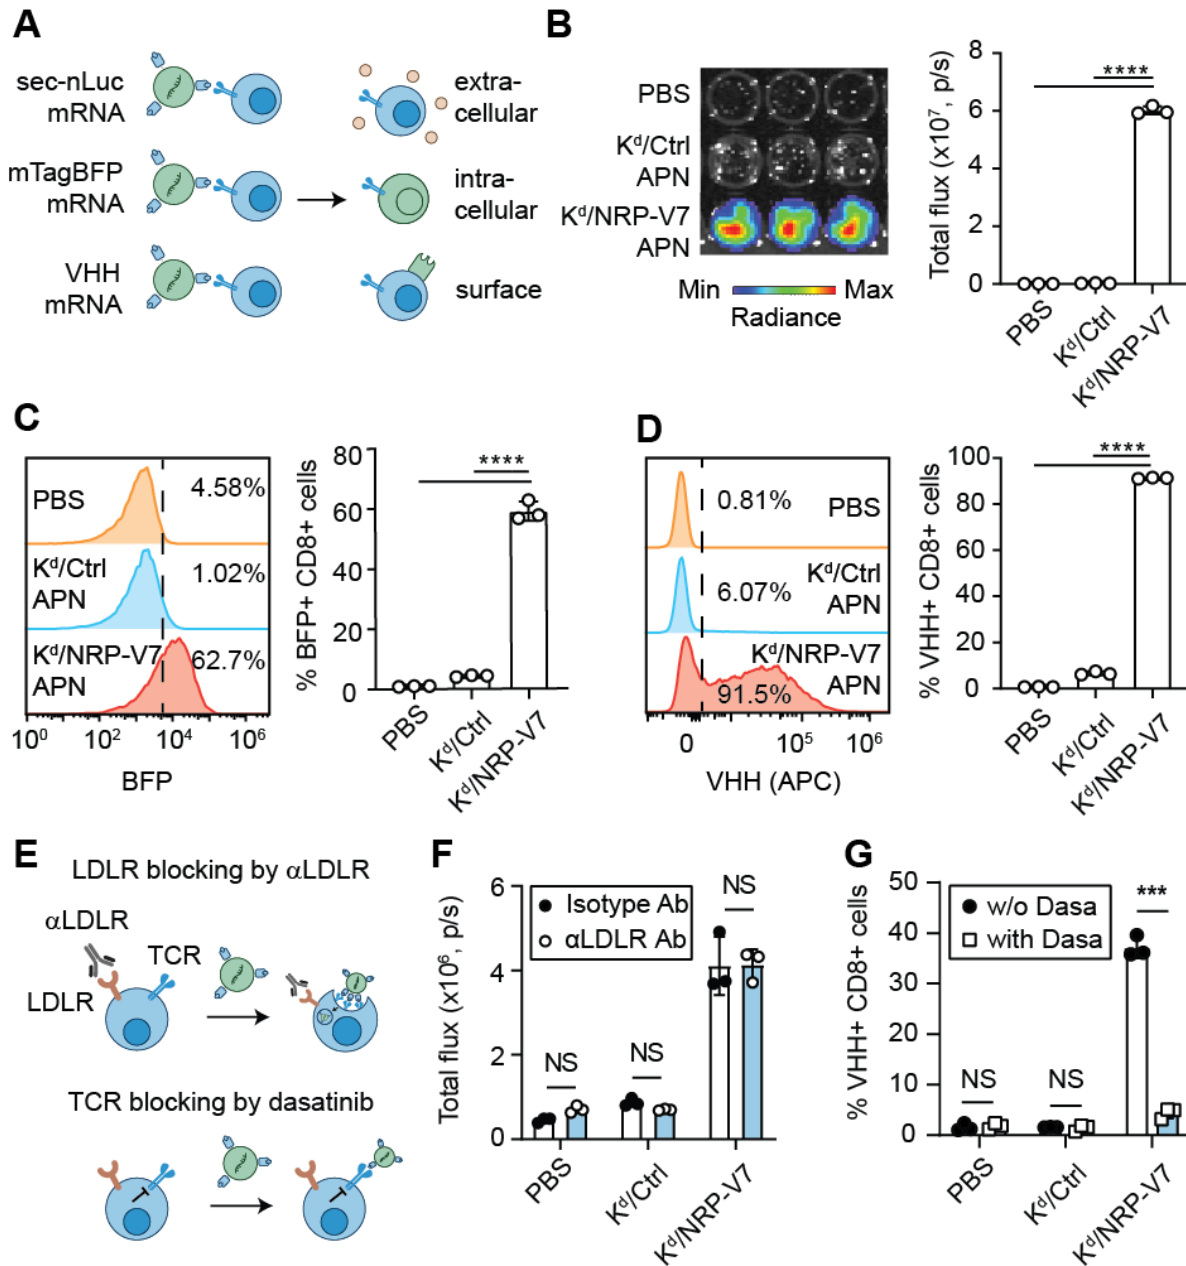 A
sec-nLuc
mRNA
extra-
cellular
mTagBFP
mRNA
intra-
cellular
VHH
mRNA
surface
B
PBS
Kᵈ/Ctrl
APN
Kᵈ/NRP-V7
APN
Min Max
Radiance
Total flux (x10⁷, p/s)
8
6
4
2
0
****
PBS
Kᵈ/Ctrl
Kᵈ/NRP-V7
C
PBS
4.58%
Kᵈ/Ctrl
APN
1.02%
Kᵈ/NRP-V7
APN
62.7%
10⁰ 10² 10⁴ 10⁶
BFP
% BFP+ CD8+ cells
80
60
40
20
0
****
PBS
Kᵈ/Ctrl
Kᵈ/NRP-V7
D
0.81%
PBS
6.07%
Kᵈ/Ctrl
APN
Kᵈ/NRP-V7
APN
91.5%
0 10⁵ 10⁶
VHH (APC)
% VHH+ CD8+ cells
100
80
60
40
20
0
****
PBS
Kᵈ/Ctrl
Kᵈ/NRP-V7
E
LDLR blocking by αLDLR
αLDLR
TCR
LDLR
TCR blocking by dasatinib
F
Total flux (x10⁶, p/s)
6
4
2
0
Isotype Ab
αLDLR Ab
NS
NS
NS
PBS
Kᵈ/Ctrl
Kᵈ/NRP-V7
G
% VHH+ CD8+ cells
50
40
30
20
10
0
w/o Dasa
with Dasa
NS
NS
***
PBS
Kᵈ/Ctrl
Kᵈ/NRP-V7